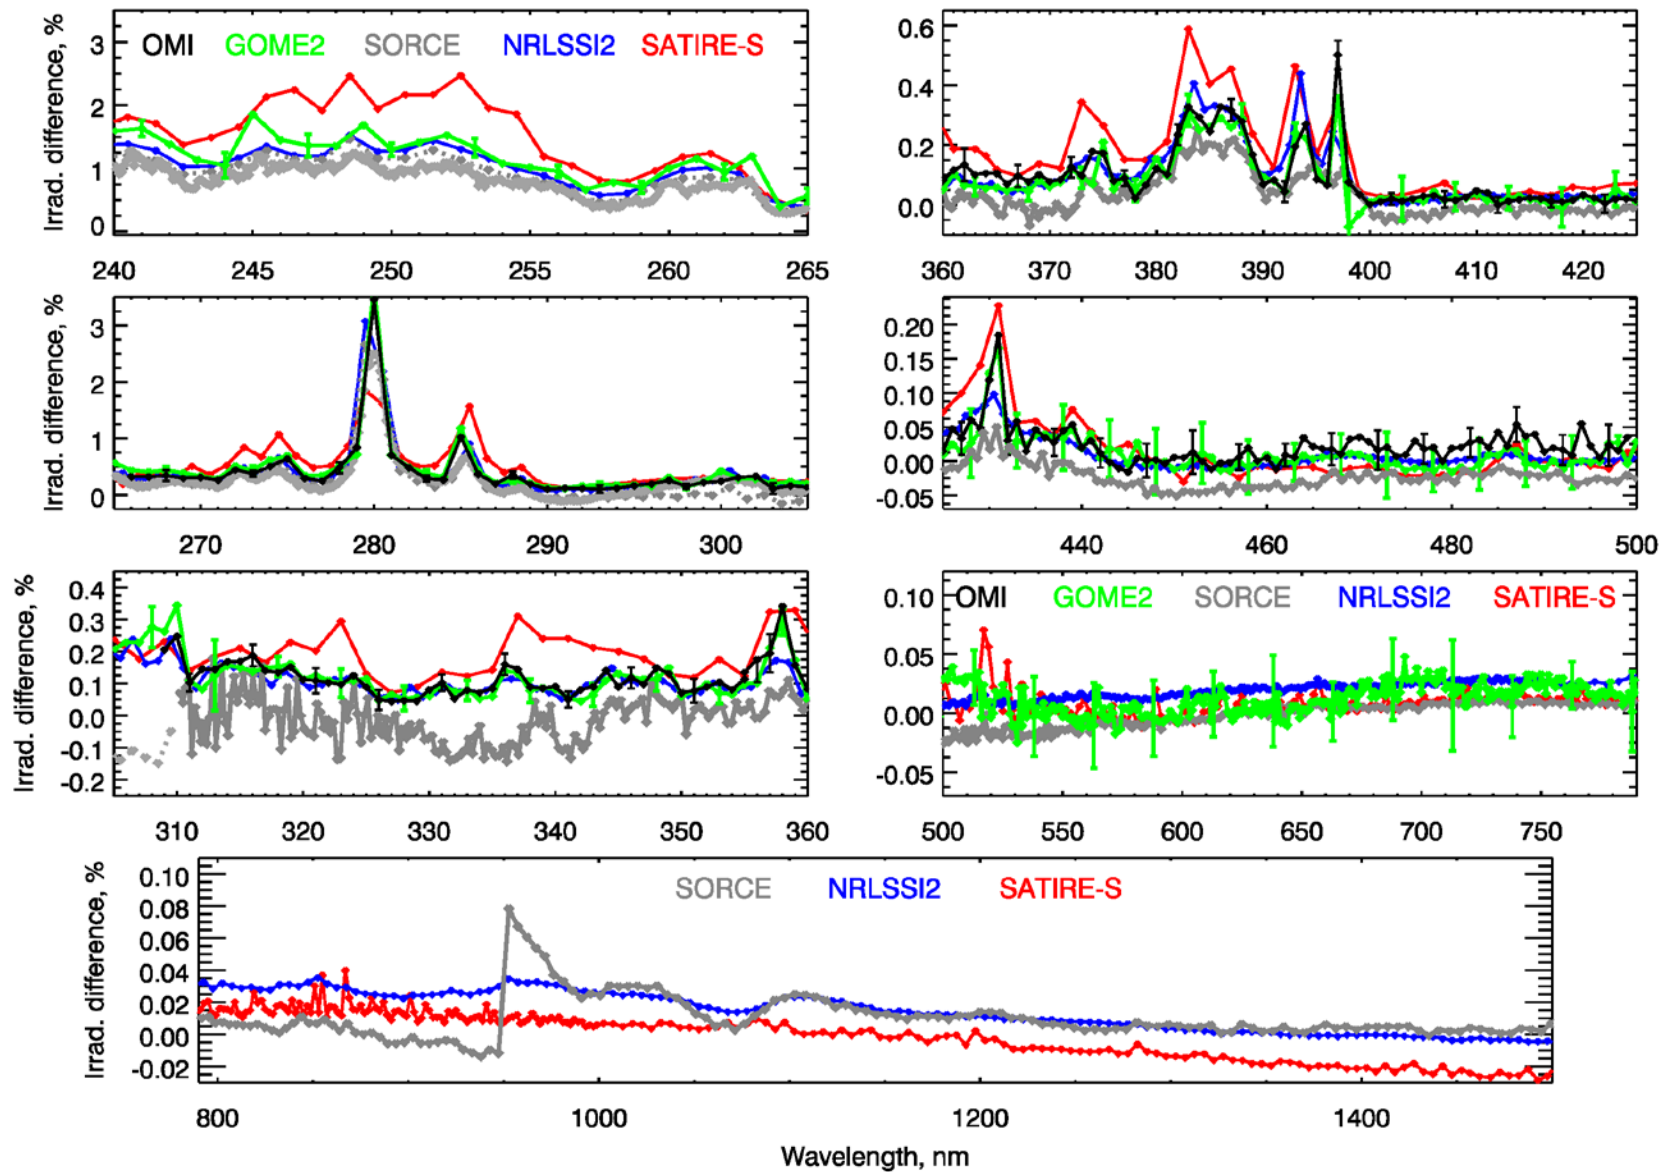 OMI GOME2 SORCE NRLSSI2 SATIRE-S
Irrad. difference, %
3
2
1
0
240 245 250 255 260 265
0.6
0.4
0.2
0.0
360 370 380 390 400 410 420
Irrad. difference, %
3
2
1
0
270 280 290 300
0.20
0.15
0.10
0.05
0.00
-0.05
440 460 480 500
Irrad. difference, %
0.4
0.3
0.2
0.1
0.0
-0.1
-0.2
310 320 330 340 350 360
OMI GOME2 SORCE NRLSSI2 SATIRE-S
0.10
0.05
0.00
-0.05
500 550 600 650 700 750
SORCE NRLSSI2 SATIRE-S
Irrad. difference, %
0.10
0.08
0.06
0.04
0.02
0.00
-0.02
800 1000 1200 1400
Wavelength, nm